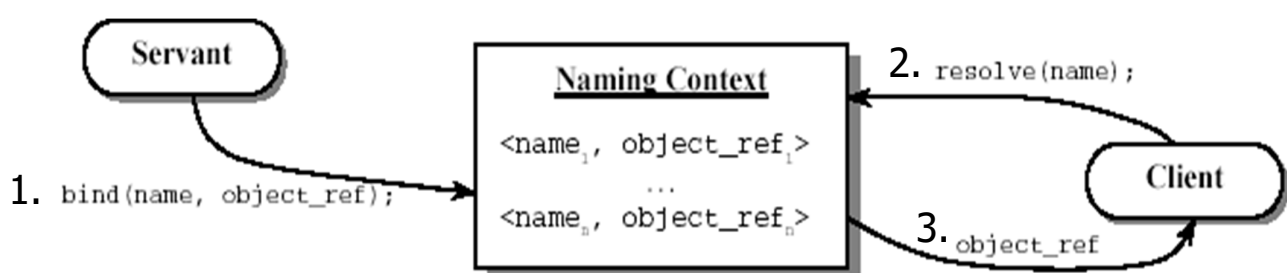 Servant
1. bind(name, object_ref);
Naming Context
<name₁, object_ref₁>
...
<nameₙ, object_refₙ>
2. resolve(name);
Client
3. object_ref